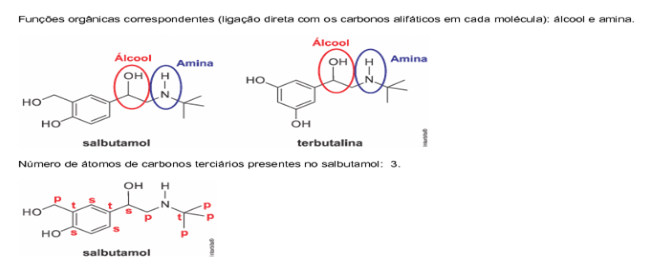 Funções orgânicas correspondentes (ligação direta com os carbonos alifáticos em cada molécula): álcool e amina.
Álcool
Amina
OH
H
N
HO
HO
salbutamol
Álcool
Amina
OH
H
N
HO
OH
terbutalina
Número de átomos de carbonos terciários presentes no salbutamol: 3.
OH
H
HO
p
s
t
t
s
p
N
t
p
p
p
HO
s
s
salbutamol